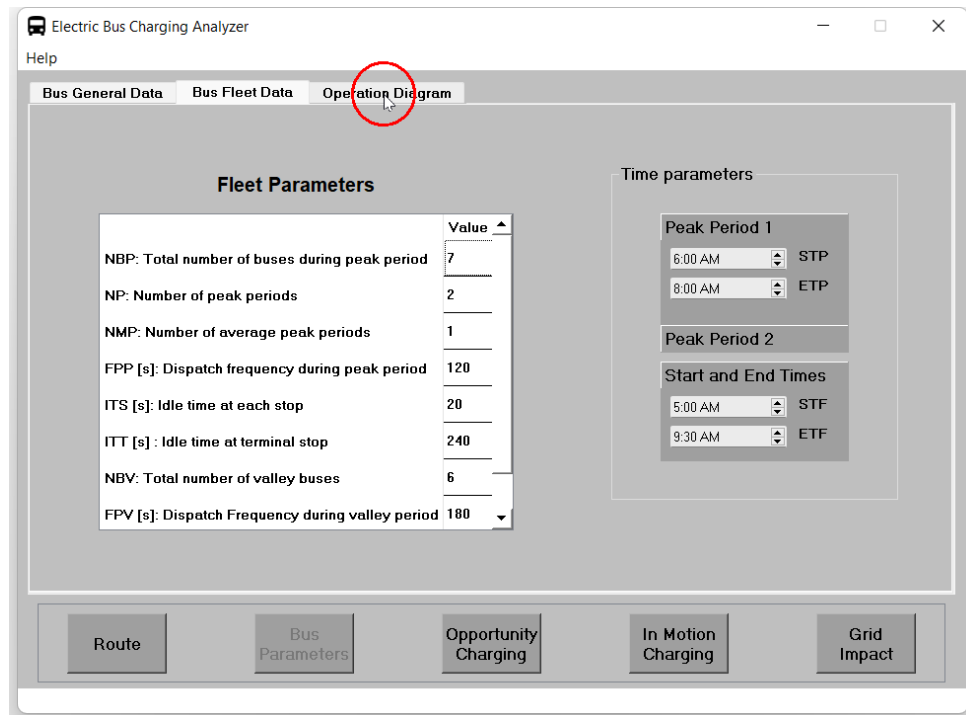 Electric Bus Charging Analyzer
Help
Bus General Data Bus Fleet Data Operation Diagram
Fleet Parameters
Value
NBP: Total number of buses during peak period 7
NP: Number of peak periods 2
NMP: Number of average peak periods 1
FPP [s]: Dispatch frequency during peak period 120
ITS [s]: Idle time at each stop 20
ITT [s] : Idle time at terminal stop 240
NBV: Total number of valley buses 6
FPV [s]: Dispatch Frequency during valley period 180
Time parameters
Peak Period 1
6:00 AM STP
8:00 AM ETP
Peak Period 2
Start and End Times
5:00 AM STF
9:30 AM ETF
Route
Bus
Parameters
Opportunity
Charging
In Motion
Charging
Grid
Impact